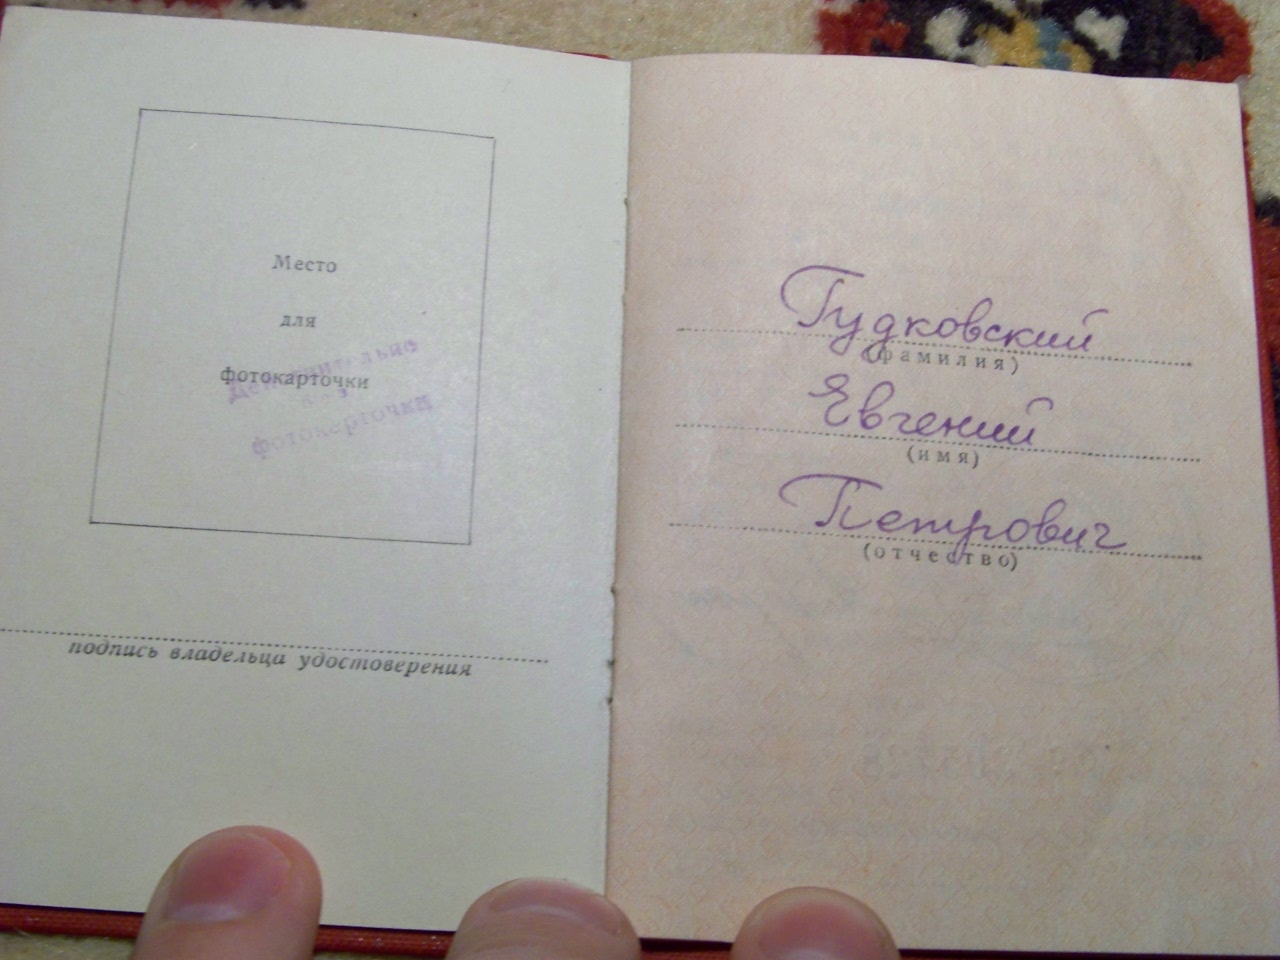 Место
для
фотокарточки
Действительно
без
фотокарточки
подпись владельца удостоверения
Гудковский
(фамилия)
Евгений
(имя)
Петрович
(отчество)